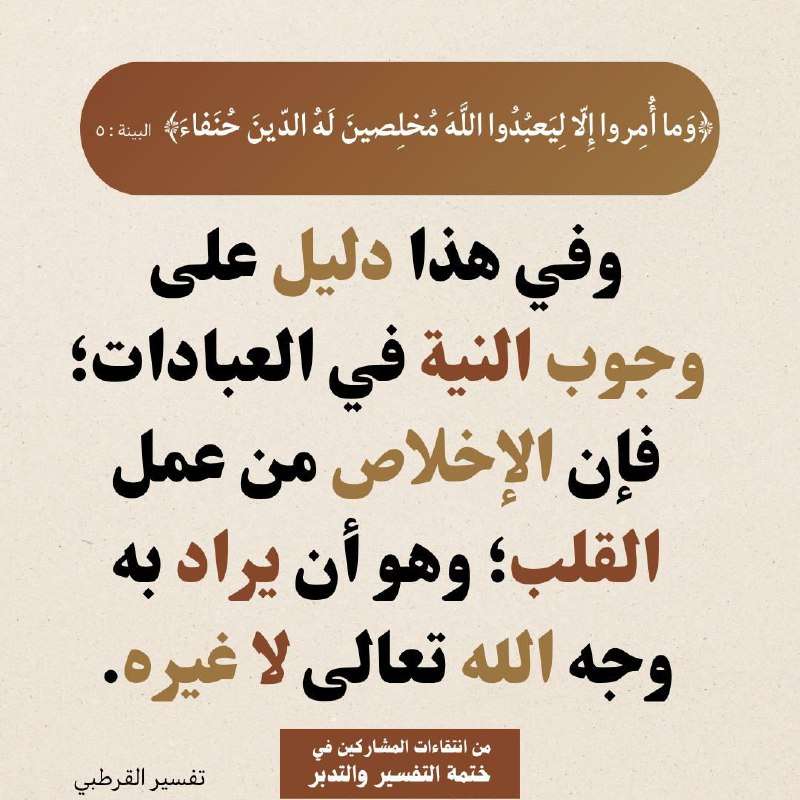 ﴿وَما أُمِروا إِلّا لِيَعبُدُوا اللَّهَ مُخلِصينَ لَهُ الدّينَ حُنَفاءَ﴾ البينة : ٥
وفي هذا دليل على
وجوب النية في العبادات؛
فإن الإخلاص من عمل
القلب؛ وهو أن يراد به
وجه الله تعالى لا غيره.
من انتقاءات المشاركين في
ختمة التفسير والتدبر
تفسير القرطبي